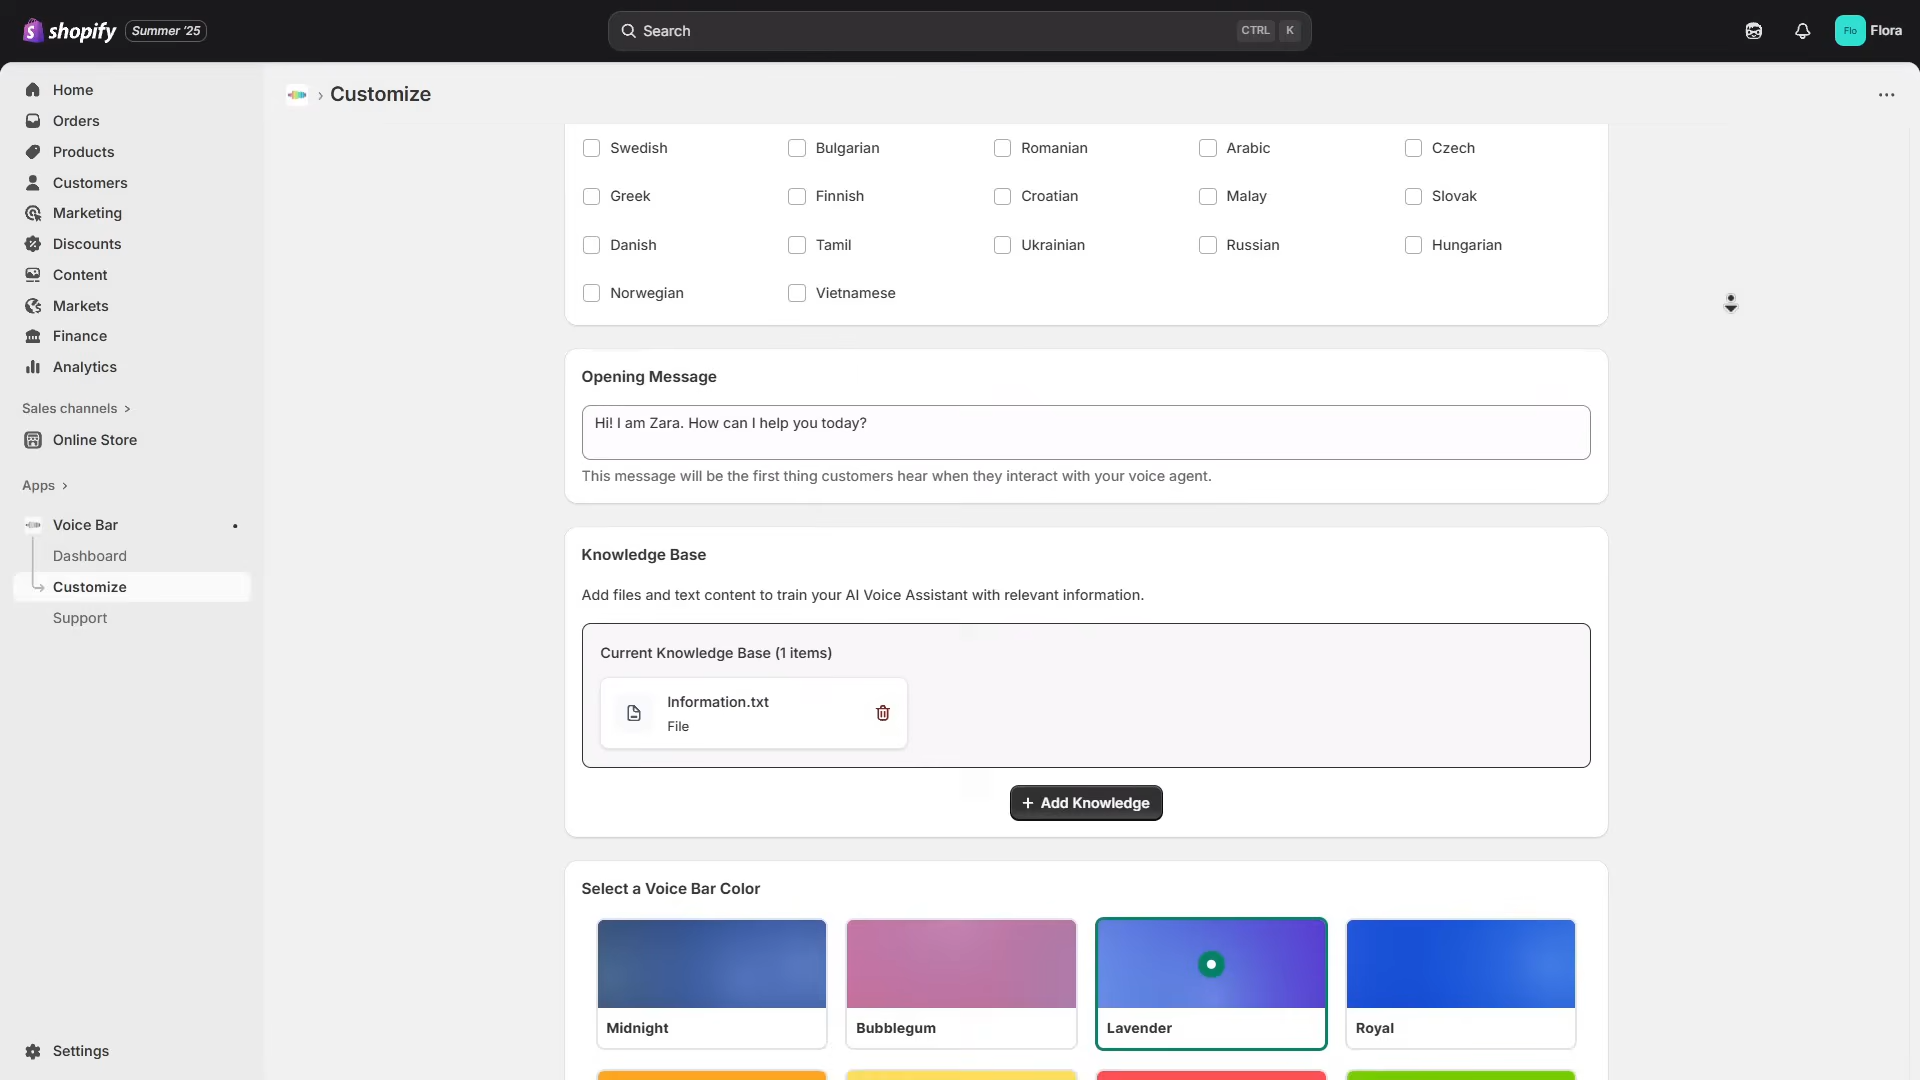 shopify Summer '25
Search
CTRL K
Flo Flora
Home
Orders
Products
Customers
Marketing
Discounts
Content
Markets
Finance
Analytics
Sales channels
Online Store
Apps
Voice Bar
Dashboard
Customize
Support
Settings
Customize
Swedish Bulgarian Romanian Arabic Czech
Greek Finnish Croatian Malay Slovak
Danish Tamil Ukrainian Russian Hungarian
Norwegian Vietnamese
Opening Message
Hi! I am Zara. How can I help you today?
This message will be the first thing customers hear when they interact with your voice agent.
Knowledge Base
Add files and text content to train your AI Voice Assistant with relevant information.
Current Knowledge Base (1 items)
Information.txt
File
+ Add Knowledge
Select a Voice Bar Color
Midnight Bubblegum Lavender Royal